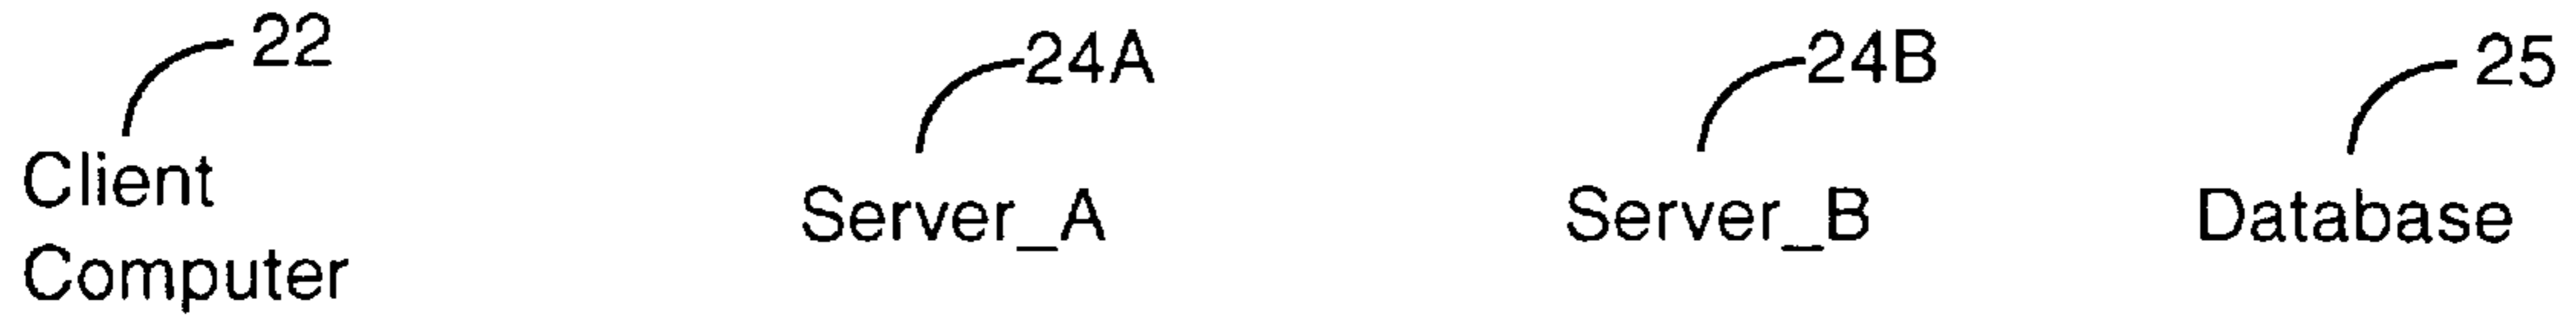 22 24A 24B 25
Client
Computer Server_A Server_B Database